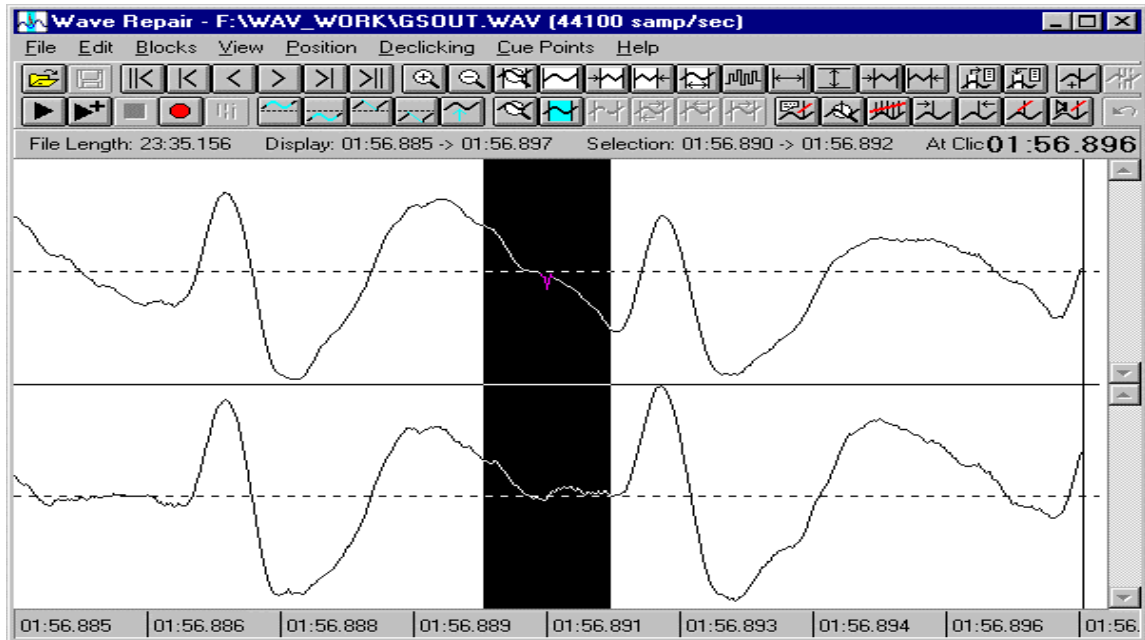 Wave Repair - F:\WAV_WORK\GSOUT.WAV (44100 samp/sec)
File Edit Blocks View Position Declicking Cue Points Help
File Length: 23:35.156 Display: 01:56.885 -> 01:56.897 Selection: 01:56.890 -> 01:56.892 At Clic 01:56.896
01:56.885 01:56.886 01:56.888 01:56.889 01:56.891 01:56.893 01:56.894 01:56.896 01:56.